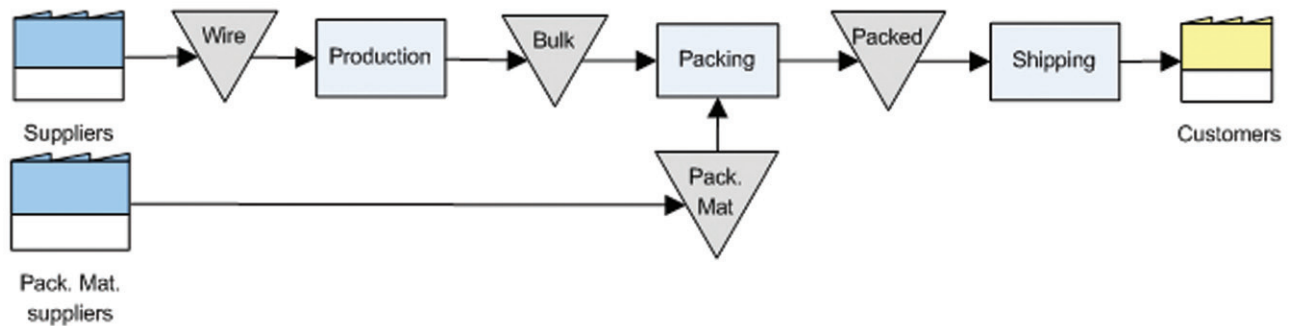 Wire
Production
Bulk
Packing
Packed
Shipping
Suppliers
Customers
Pack.
Mat
Pack. Mat.
suppliers